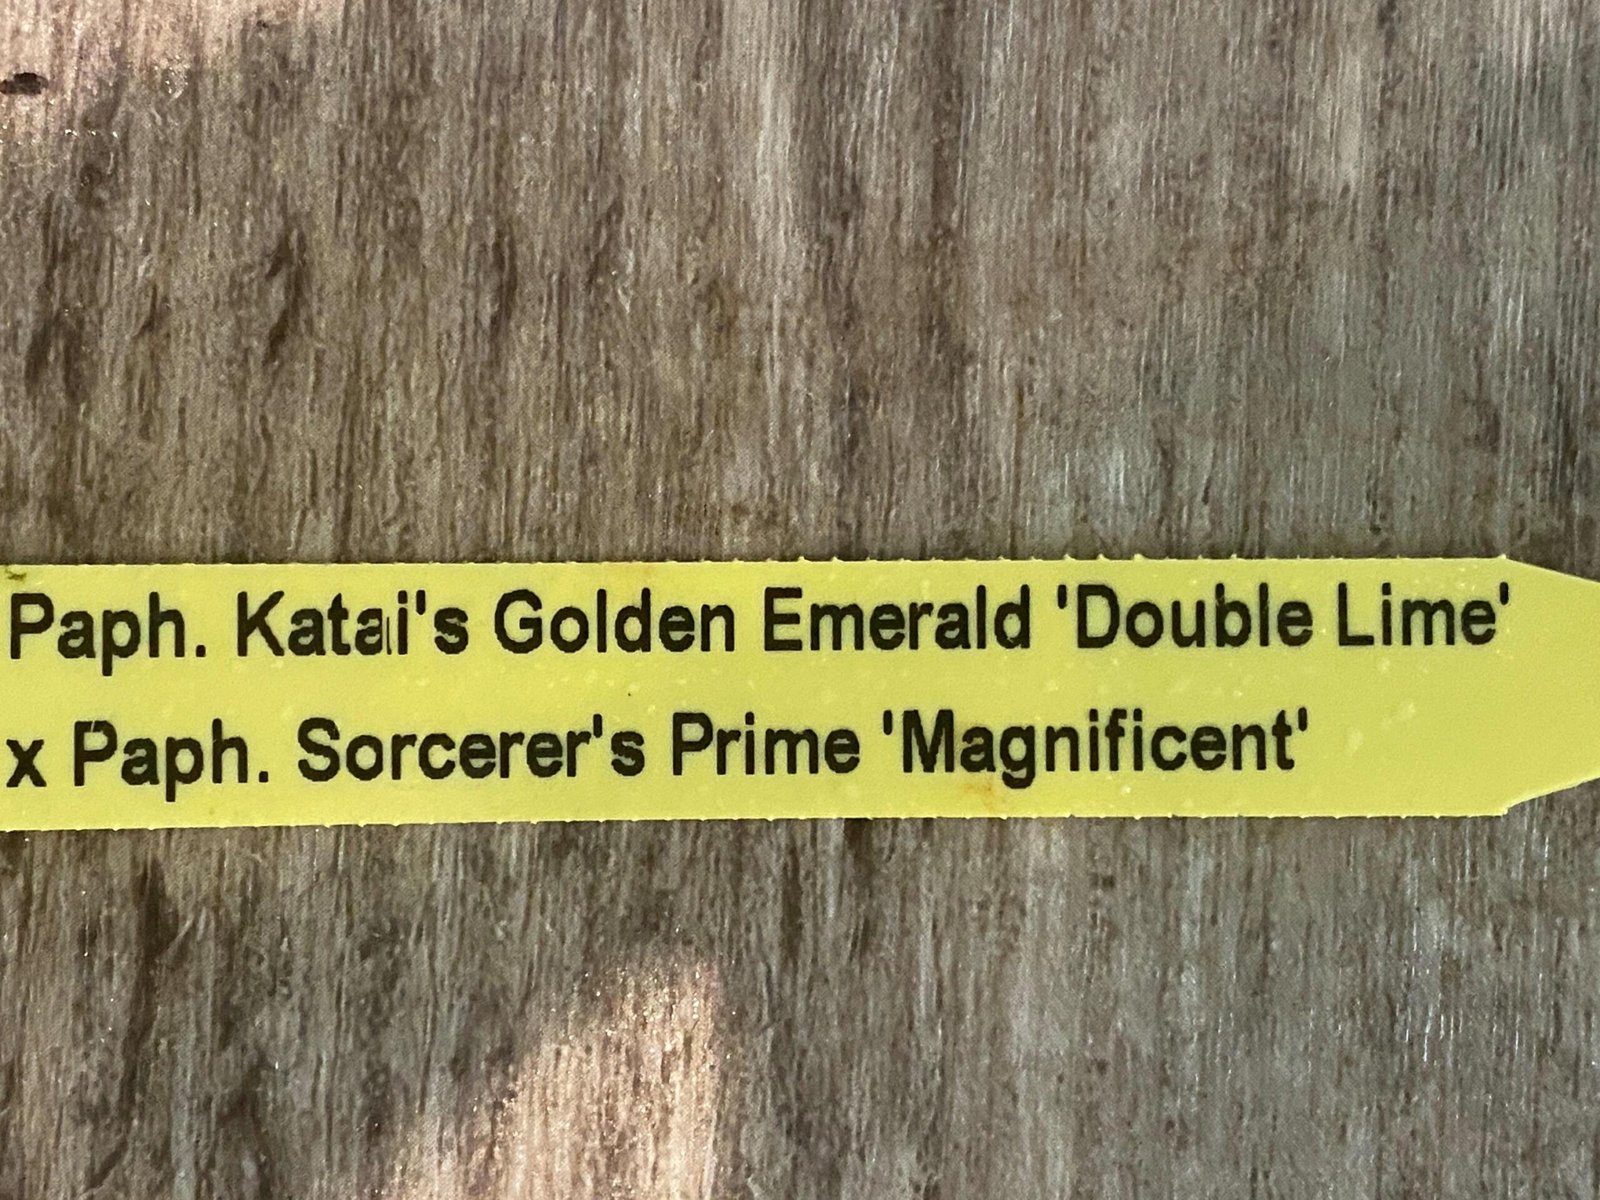 Paph. Katai's Golden Emerald 'Double Lime'
x Paph. Sorcerer's Prime 'Magnificent'